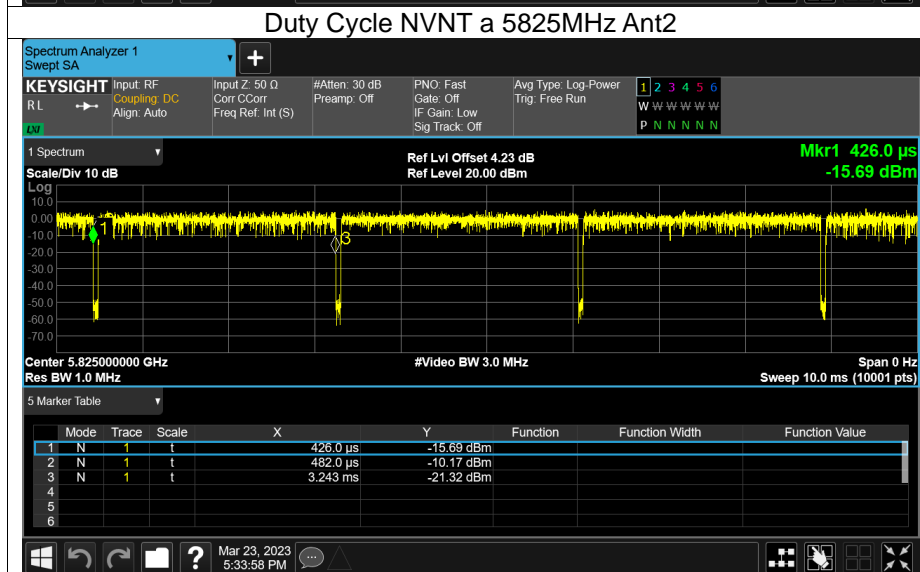 Duty Cycle NVNT a 5825MHz Ant2
Spectrum Analyzer 1
Swept SA
+
KEYSIGHT Input: RF Input Z: 50 Ω #Atten: 30 dB PNO: Fast Avg Type: Log-Power 1 2 3 4 5 6
R L Coupling: DC Corr CCorr Preamp: Off Gate: Off Trig: Free Run W W W W W W
Align: Auto Freq Ref: Int (S) IF Gain: Low
LXI Sig Track: Off P N N N N N
1 Spectrum Ref Lvl Offset 4.23 dB Mkr1 426.0 µs
Scale/Div 10 dB Ref Level 20.00 dBm -15.69 dBm
Log
10.0
0.00
-10.0
-20.0
-30.0
-40.0
-50.0
-60.0
-70.0
1
3
Center 5.825000000 GHz #Video BW 3.0 MHz Span 0 Hz
Res BW 1.0 MHz Sweep 10.0 ms (10001 pts)
5 Marker Table
Mode Trace Scale X Y Function Function Width Function Value
1 N 1 t 426.0 µs -15.69 dBm
2 N 1 t 482.0 µs -10.17 dBm
3 N 1 t 3.243 ms -21.32 dBm
4
5
6
? Mar 23, 2023
5:33:58 PM